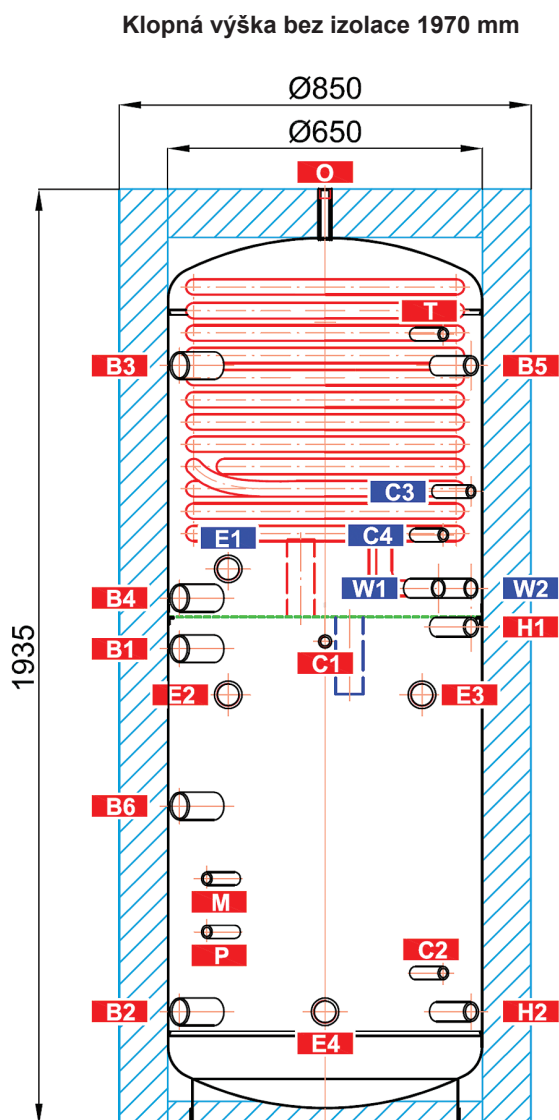 Klopná výška bez izolace 1970 mm
Ø850
Ø650
O
T
B3
B5
C3
C4
E1
W1
W2
B4
H1
B1
C1
E2
E3
1935
B6
M
P
C2
B2
H2
E4